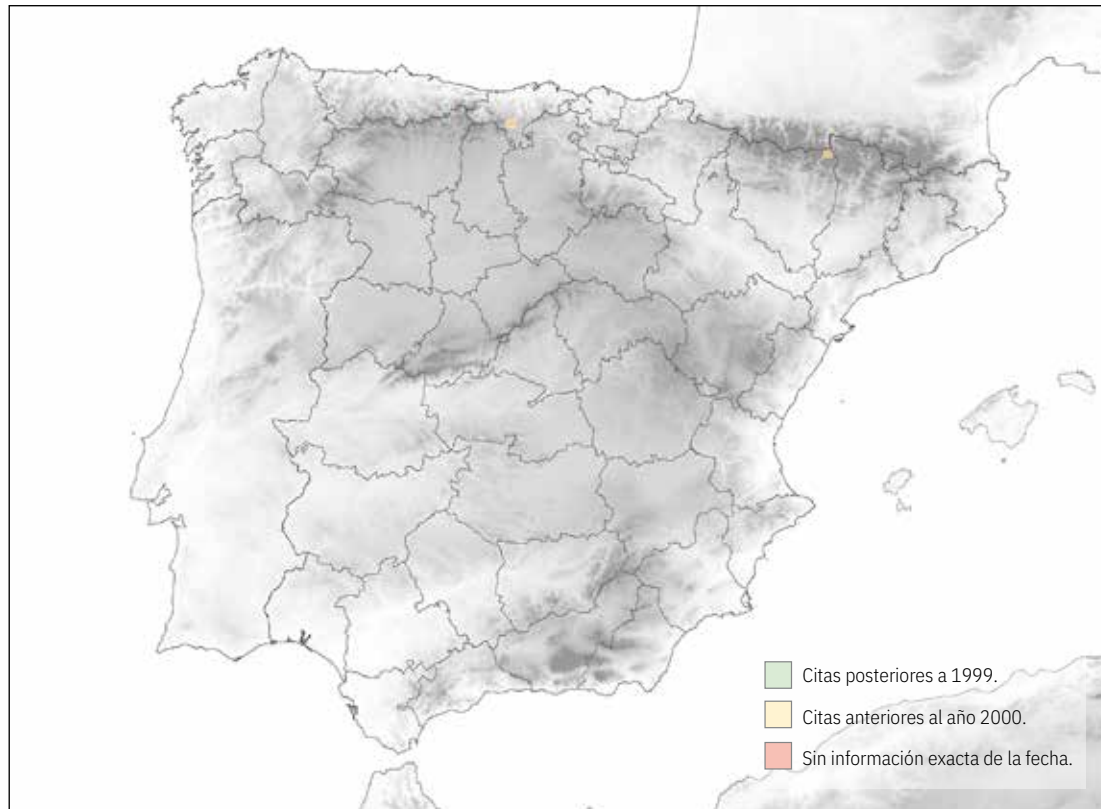 Citas posteriores a 1999.
Citas anteriores al año 2000.
Sin información exacta de la fecha.